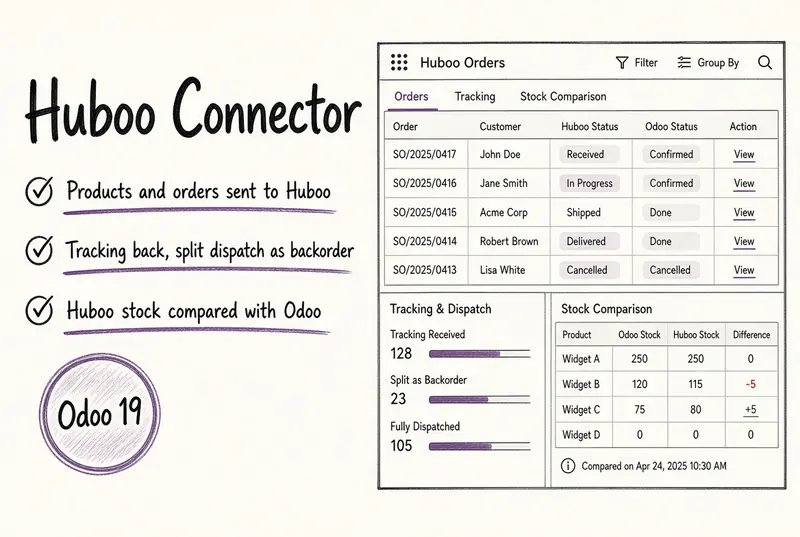 Huboo Connector
Products and orders sent to Huboo
Tracking back, split dispatch as backorder
Huboo stock compared with Odoo
Odoo 19
Huboo Orders
Filter
Group By
Orders Tracking Stock Comparison
Order Customer Huboo Status Odoo Status Action
SO/2025/0417 John Doe Received Confirmed View
SO/2025/0416 Jane Smith In Progress Confirmed View
SO/2025/0415 Acme Corp Shipped Done View
SO/2025/0414 Robert Brown Delivered Done View
SO/2025/0413 Lisa White Cancelled Cancelled View
Tracking & Dispatch
Tracking Received
128
Split as Backorder
23
Fully Dispatched
105
Stock Comparison
Product Odoo Stock Huboo Stock Difference
Widget A 250 250 0
Widget B 120 115 -5
Widget C 75 80 +5
Widget D 0 0 0
Compared on Apr 24, 2025 10:30 AM